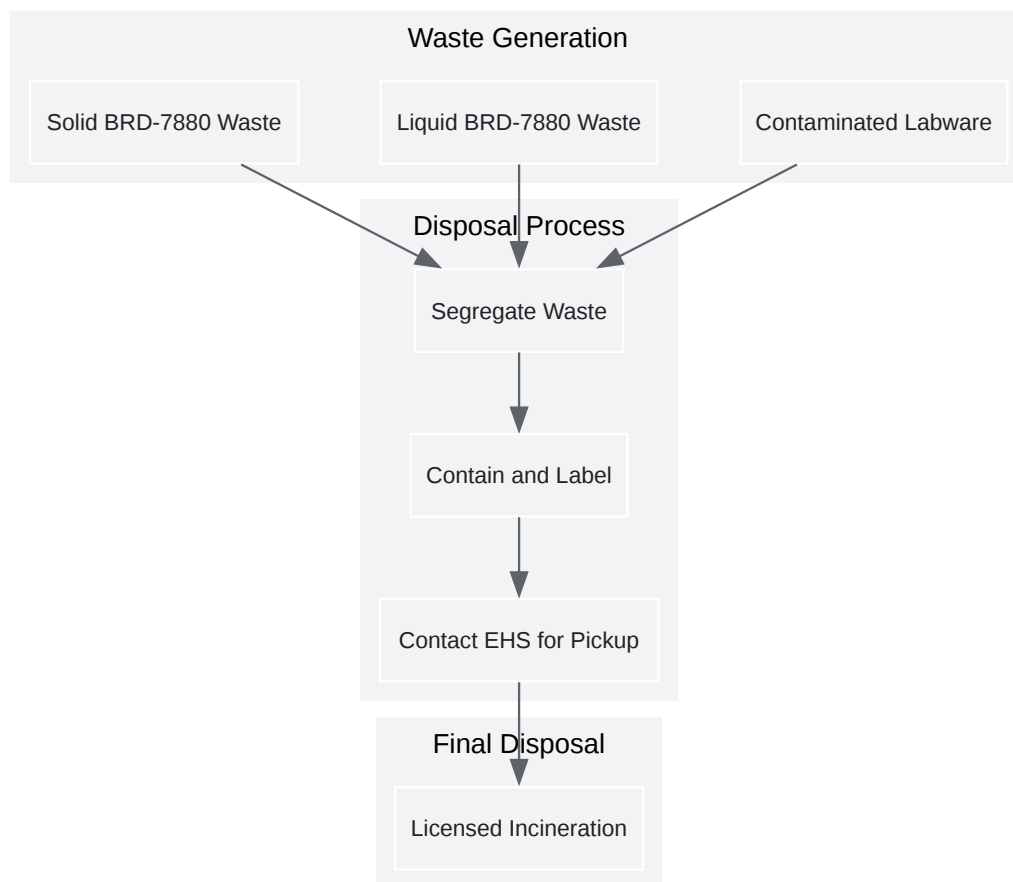 Waste Generation
Solid BRD-7880 Waste
Liquid BRD-7880 Waste
Contaminated Labware
Disposal Process
Segregate Waste
Contain and Label
Contact EHS for Pickup
Final Disposal
Licensed Incineration